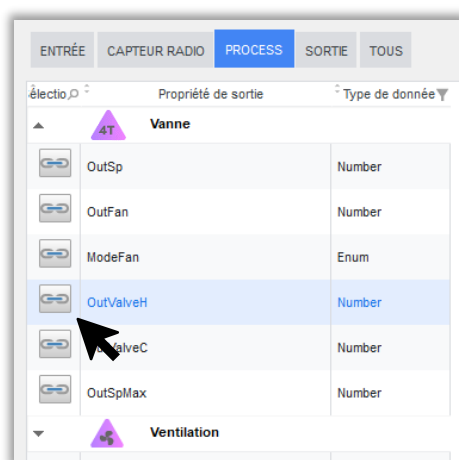 ENTRÉE CAPTEUR RADIO PROCESS SORTIE TOUS
électio Propriété de sortie Type de donnée
4T Vanne
OutSp Number
OutFan Number
ModeFan Enum
OutValveH Number
alveC Number
OutSpMax Number
Ventilation